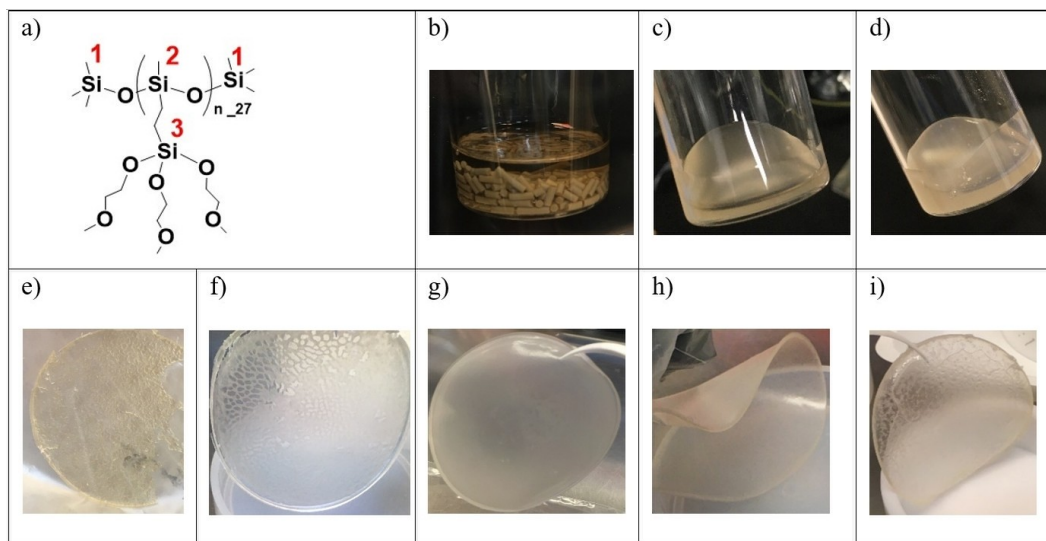 a)
b)
c)
d)
1 2 1
Si O Si O Si
n _27
3
Si
O O O
O O O
e)
f)
g)
h)
i)